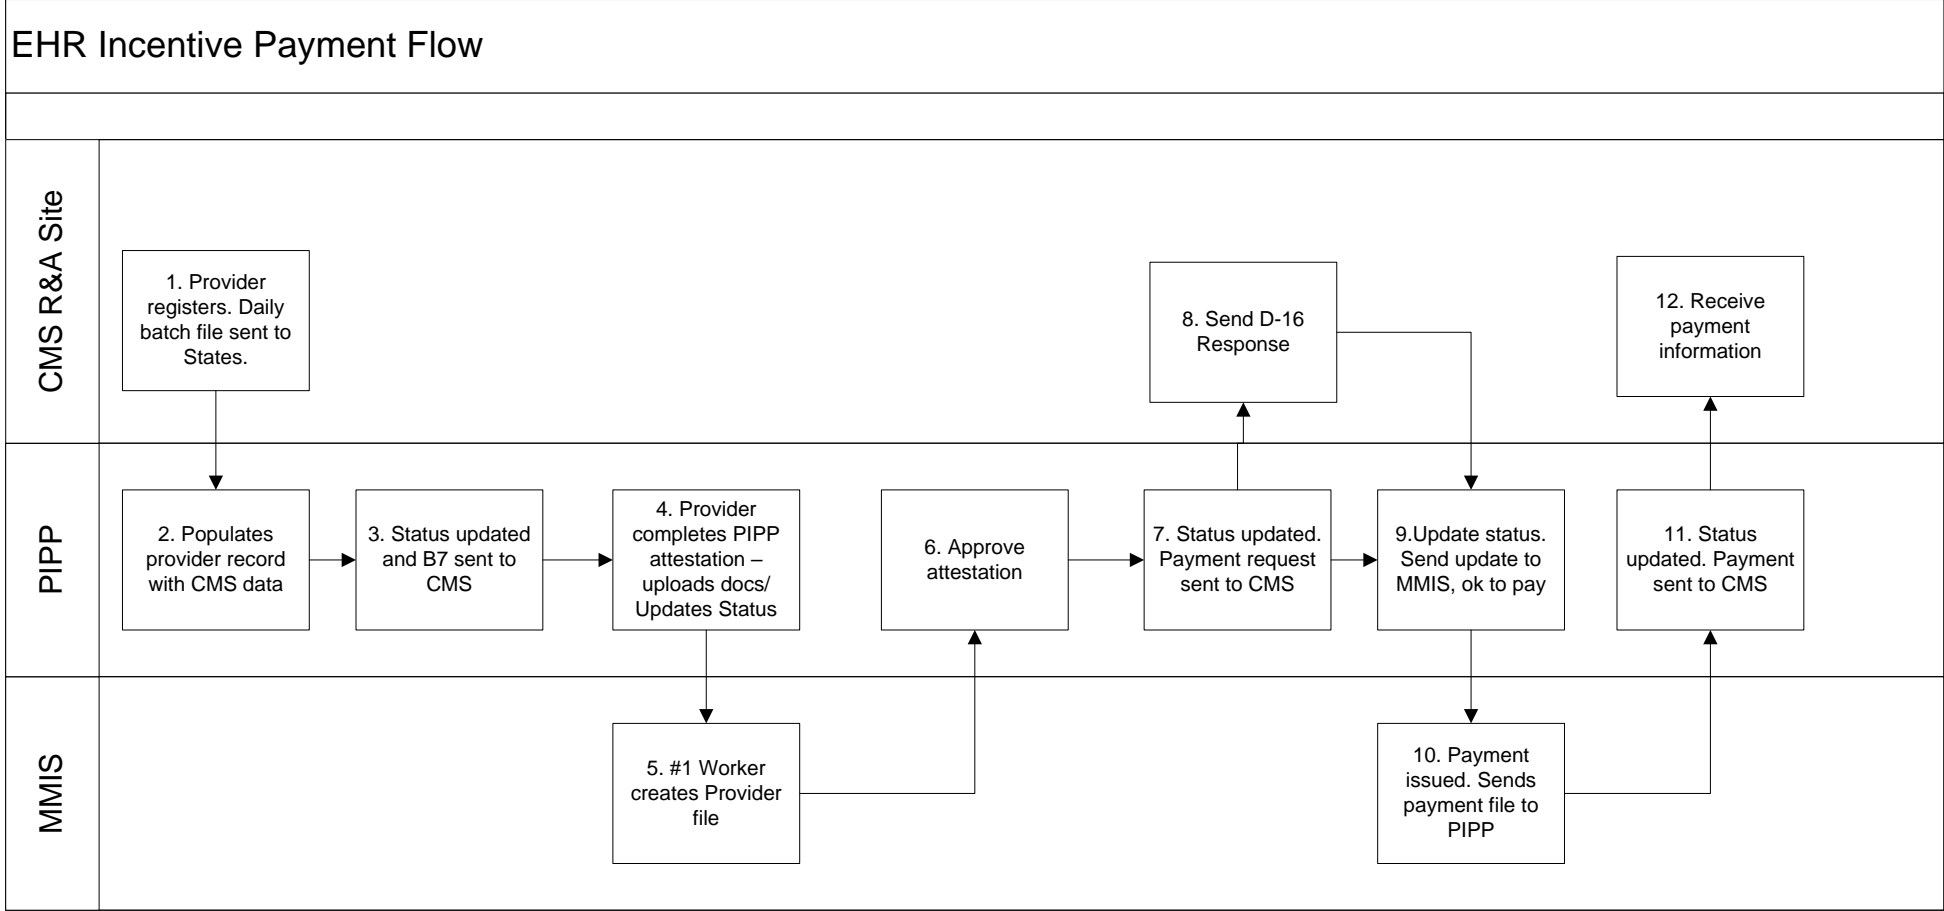 EHR Incentive Payment Flow
CMS R&A Site
1. Provider
registers. Daily
batch file sent to
States.
8. Send D-16
Response
12. Receive
payment
information
PIPP
2. Populates
provider record
with CMS data
3. Status updated
and B7 sent to
CMS
4. Provider
completes PIPP
attestation –
uploads docs/
Updates Status
6. Approve
attestation
7. Status updated.
Payment request
sent to CMS
9.Update status.
Send update to
MMIS, ok to pay
11. Status
updated. Payment
sent to CMS
MMIS
5. #1 Worker
creates Provider
file
10. Payment
issued. Sends
payment file to
PIPP